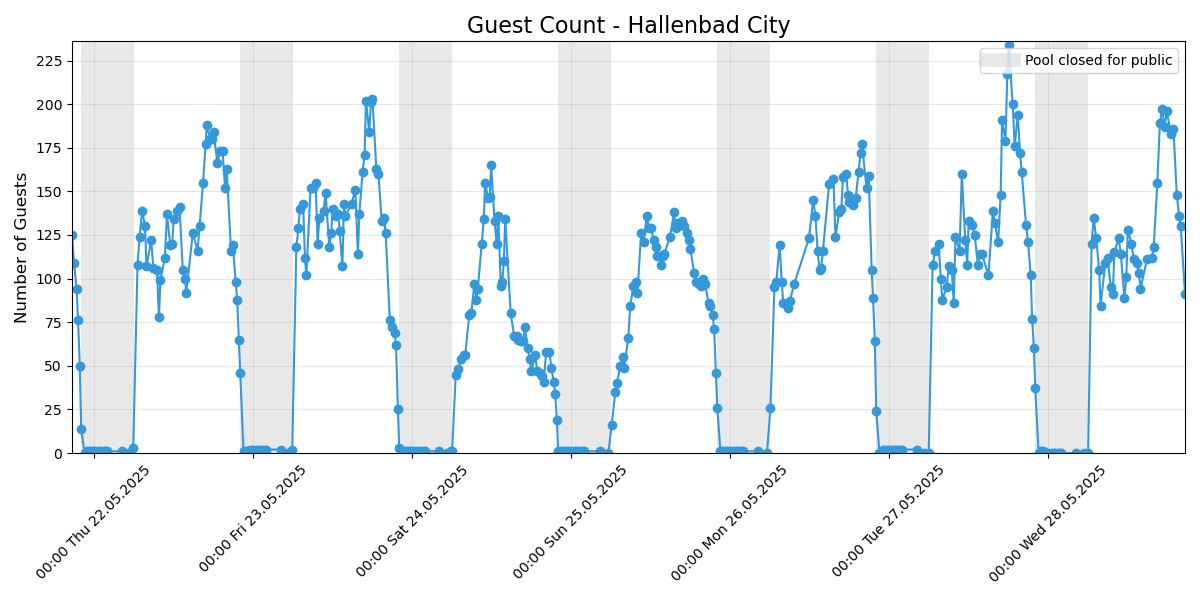 Guest Count - Hallenbad City
Pool closed for public
Number of Guests
225
200
175
150
125
100
75
50
25
0
00:00 Thu 22.05.2025
00:00 Fri 23.05.2025
00:00 Sat 24.05.2025
00:00 Sun 25.05.2025
00:00 Mon 26.05.2025
00:00 Tue 27.05.2025
00:00 Wed 28.05.2025